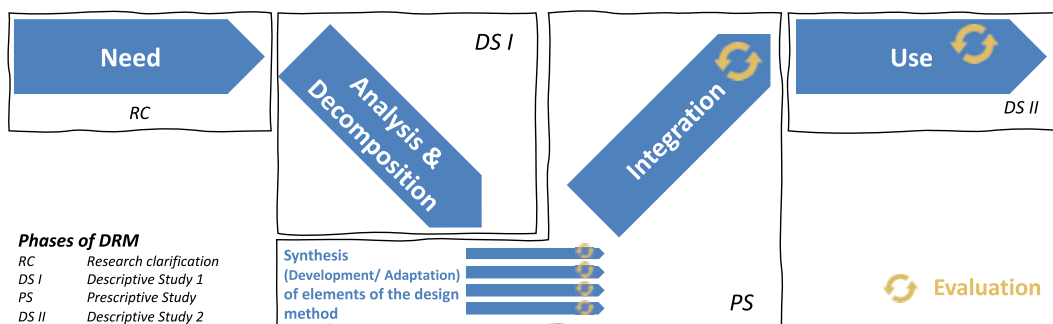 Need
RC
DS I
Analysis &
Decomposition
Integration
Use
DS II
Phases of DRM
RC Research clarification
DS I Descriptive Study 1
PS Prescriptive Study
DS II Descriptive Study 2
Synthesis
(Development/ Adaptation)
of elements of the design
method
PS
Evaluation